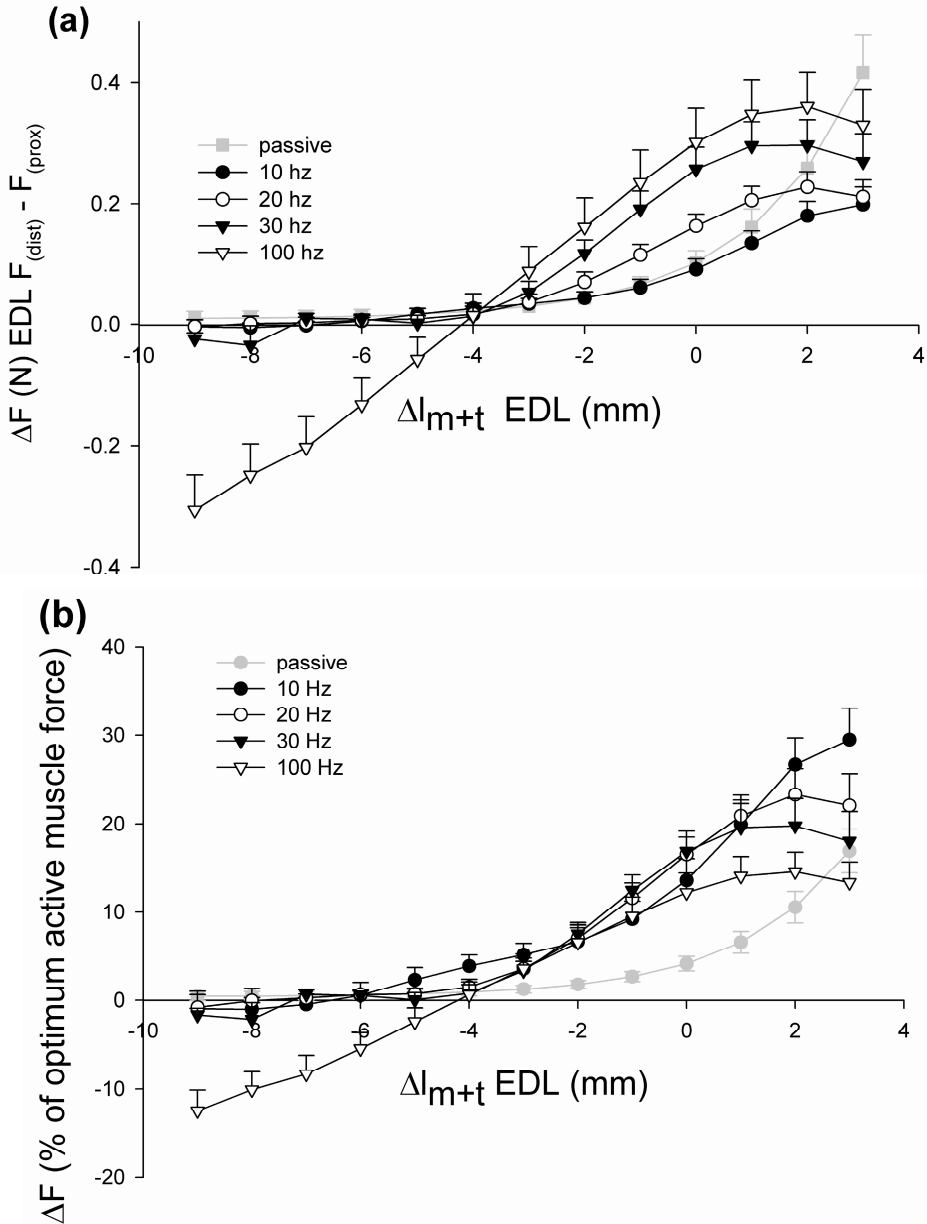 (a)
ΔF (N) EDL F(dist) - F(prox)
0.4
0.2
0.0
-0.2
-0.4
passive
10 hz
20 hz
30 hz
100 hz
-10 -8 -6 -4 -2 0 2 4
Δlm+t EDL (mm)
(b)
ΔF (% of optimum active muscle force)
40
30
20
10
0
-10
-20
passive
10 Hz
20 Hz
30 Hz
100 Hz
-10 -8 -6 -4 -2 0 2 4
Δlm+t EDL (mm)